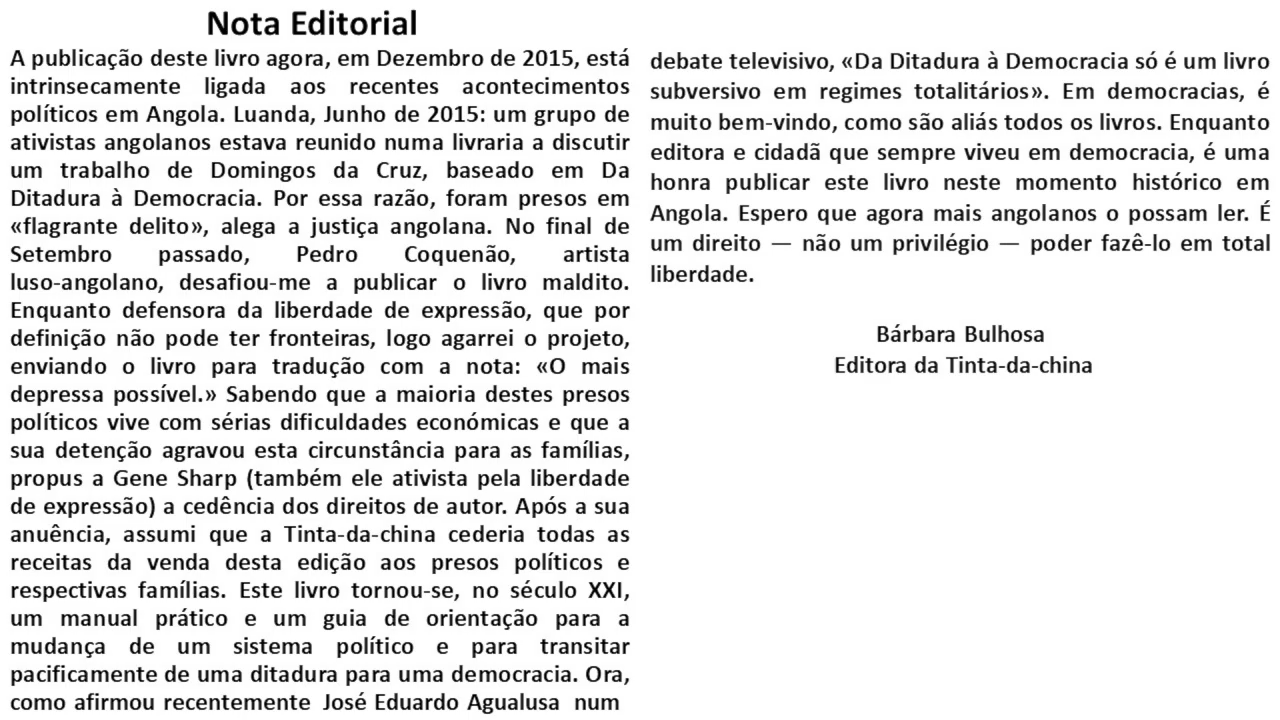 Nota Editorial
A publicação deste livro agora, em Dezembro de 2015, está
intrinsecamente ligada aos recentes acontecimentos
políticos em Angola. Luanda, Junho de 2015: um grupo de
ativistas angolanos estava reunido numa livraria a discutir
um trabalho de Domingos da Cruz, baseado em Da
Ditadura à Democracia. Por essa razão, foram presos em
«flagrante delito», alega a justiça angolana. No final de
Setembro passado, Pedro Coquenão, artista
luso-angolano, desafiou-me a publicar o livro maldito.
Enquanto defensora da liberdade de expressão, que por
definição não pode ter fronteiras, logo agarrei o projeto,
enviando o livro para tradução com a nota: «O mais
depressa possível.» Sabendo que a maioria destes presos
políticos vive com sérias dificuldades económicas e que a
sua detenção agravou esta circunstância para as famílias,
propus a Gene Sharp (também ele ativista pela liberdade
de expressão) a cedência dos direitos de autor. Após a sua
anuência, assumi que a Tinta-da-china cederia todas as
receitas da venda desta edição aos presos políticos e
respectivas famílias. Este livro tornou-se, no século XXI,
um manual prático e um guia de orientação para a
mudança de um sistema político e para transitar
pacificamente de uma ditadura para uma democracia. Ora,
como afirmou recentemente José Eduardo Agualusa num
debate televisivo, «Da Ditadura à Democracia só é um livro
subversivo em regimes totalitários». Em democracias, é
muito bem-vindo, como são aliás todos os livros. Enquanto
editora e cidadã que sempre viveu em democracia, é uma
honra publicar este livro neste momento histórico em
Angola. Espero que agora mais angolanos o possam ler. É
um direito — não um privilégio — poder fazê-lo em total
liberdade.
Bárbara Bulhosa
Editora da Tinta-da-china